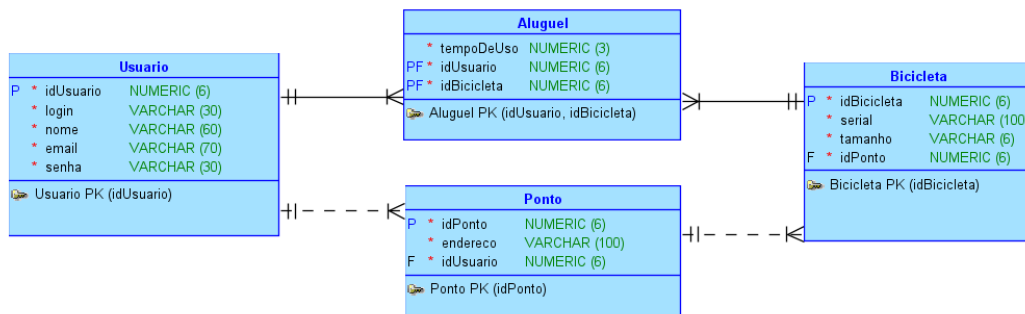 Usuario
P * idUsuario NUMERIC (6)
* login VARCHAR (30)
* nome VARCHAR (60)
* email VARCHAR (70)
* senha VARCHAR (30)
Usuario PK (idUsuario)
Aluguel
* tempoDeUso NUMERIC (3)
PF * idUsuario NUMERIC (6)
PF * idBicicleta NUMERIC (6)
Aluguel PK (idUsuario, idBicicleta)
Ponto
P * idPonto NUMERIC (6)
* endereco VARCHAR (100)
F * idUsuario NUMERIC (6)
Ponto PK (idPonto)
Bicicleta
P * idBicicleta NUMERIC (6)
* serial VARCHAR (100
* tamanho VARCHAR (6)
F * idPonto NUMERIC (6)
Bicicleta PK (idBicicleta)